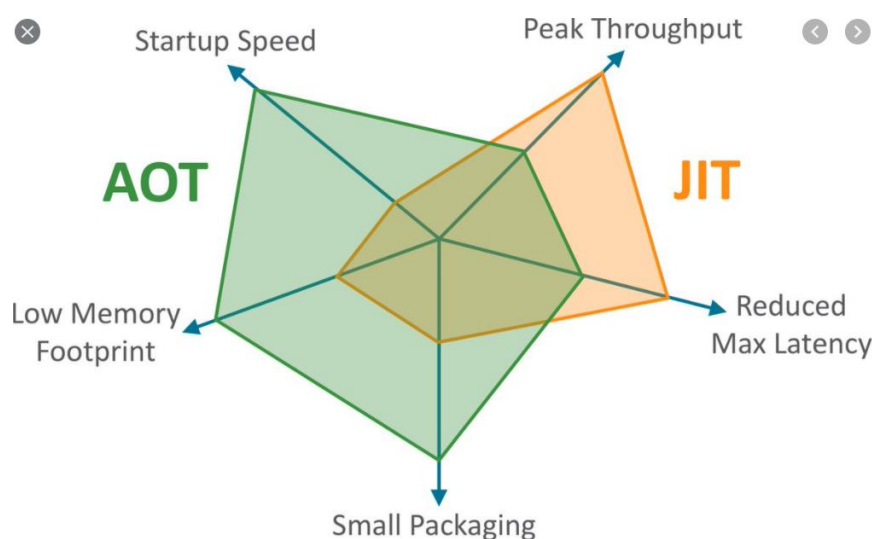 Startup Speed
Peak Throughput
AOT
JIT
Low Memory
Footprint
Reduced
Max Latency
Small Packaging